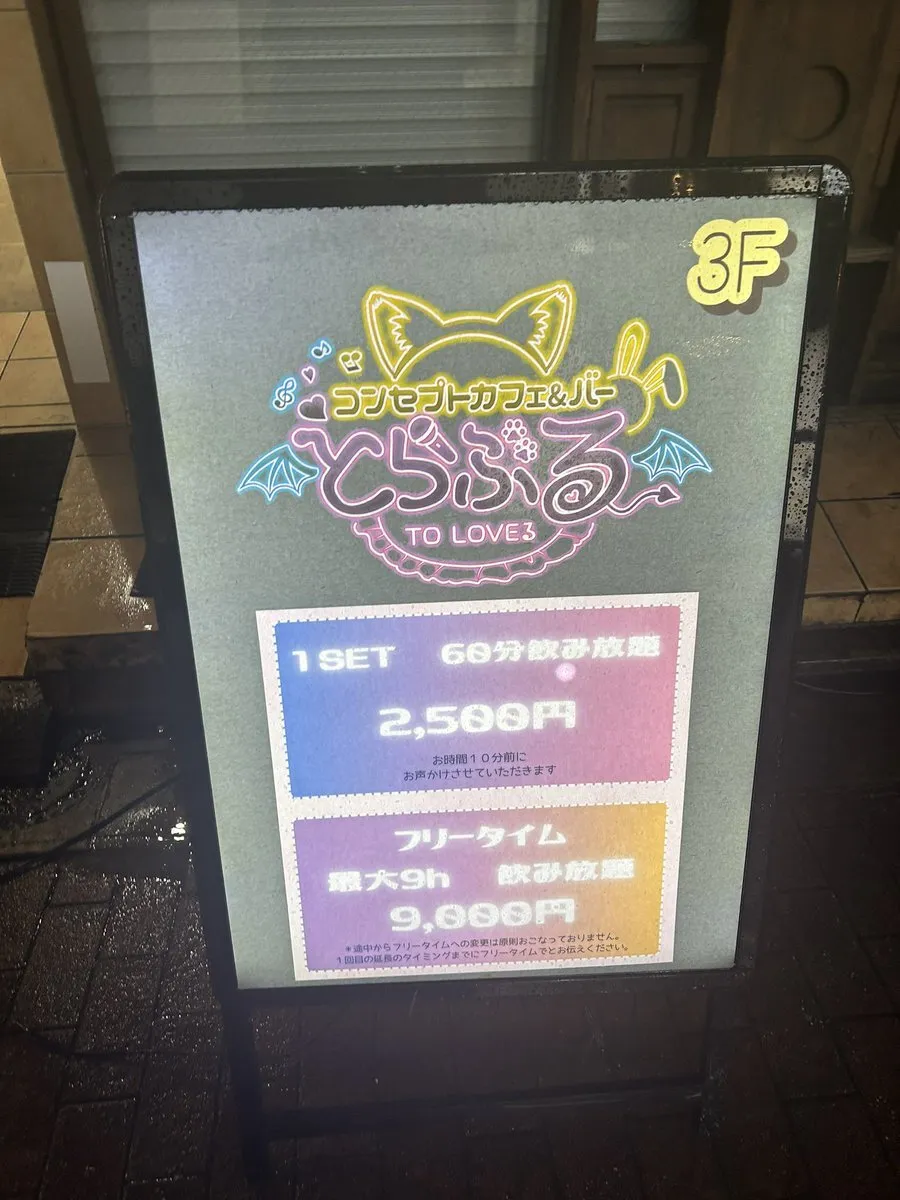 3F
コンセプトカフェ&バー
とらぶる
TO LOVEる
1SET 60分飲み放題
2,500円
お時間10分前に
お声かけさせていただきます
フリータイム
最大9h 飲み放題
9,000円
*途中からフリータイムへの変更は原則おこなっておりません。
1回目の延長のタイミングまでにフリータイムでとお伝えください。